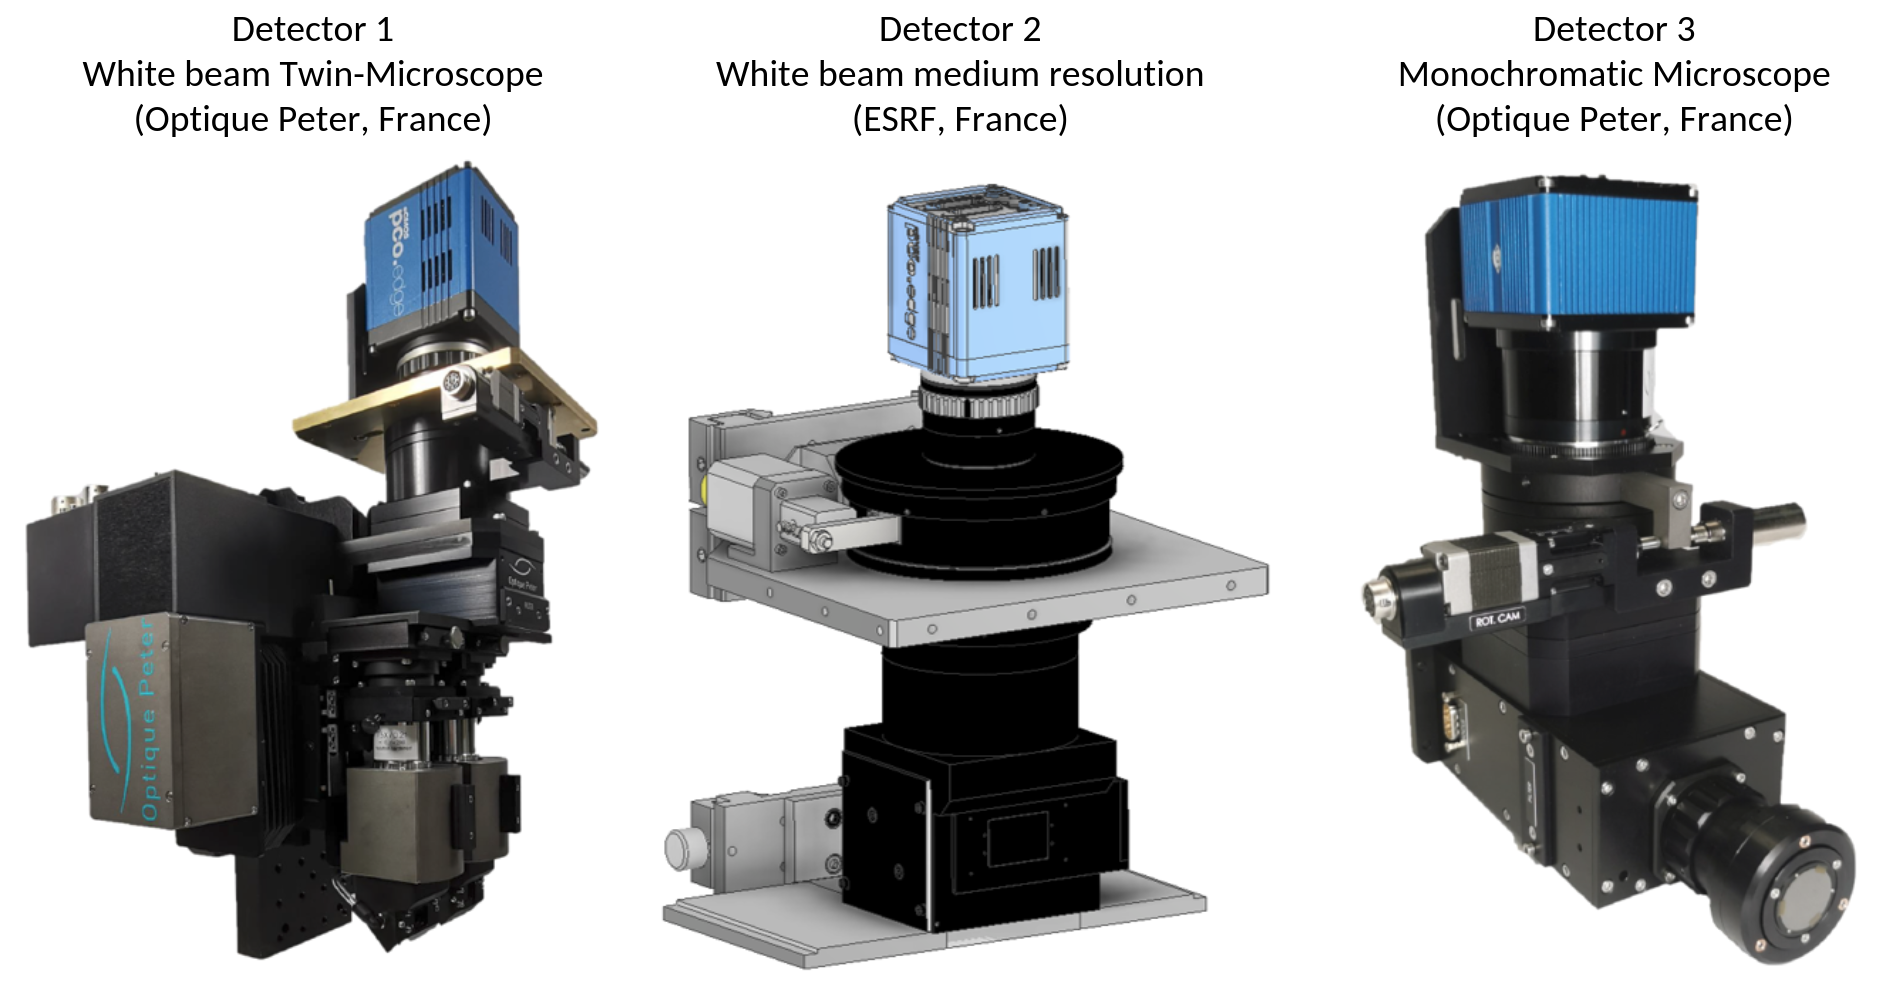 Detector 1
White beam Twin-Microscope
(Optique Peter, France)
Detector 2
White beam medium resolution
(ESRF, France)
Detector 3
Monochromatic Microscope
(Optique Peter, France)
pco.edge
pco.edge
Optique Peter
Optique Peter
ROT. CAM